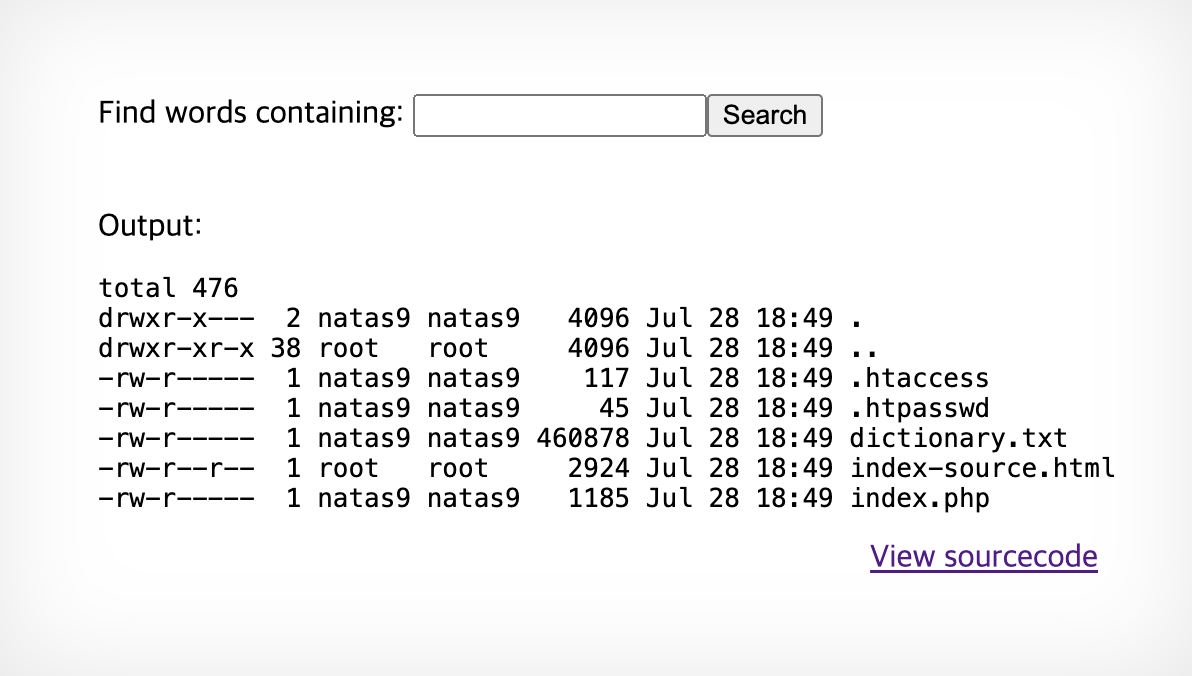 Find words containing: Search
Output:
total 476
drwxr-x---  2 natas9 natas9   4096 Jul 28 18:49 .
drwxr-xr-x 38 root   root     4096 Jul 28 18:49 ..
-rw-r-----  1 natas9 natas9    117 Jul 28 18:49 .htaccess
-rw-r-----  1 natas9 natas9     45 Jul 28 18:49 .htpasswd
-rw-r-----  1 natas9 natas9 460878 Jul 28 18:49 dictionary.txt
-rw-r--r--  1 root   root     2924 Jul 28 18:49 index-source.html
-rw-r-----  1 natas9 natas9   1185 Jul 28 18:49 index.php
View sourcecode